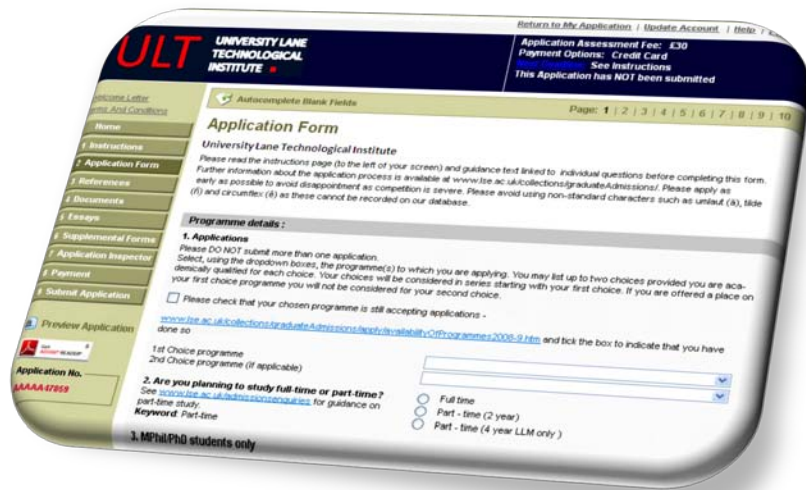 Return to My Application | Update Account | Help |
ULT UNIVERSITY LANE
TECHNOLOGICAL
INSTITUTE
Application Assessment Fee: £30
Payment Options: Credit Card
See Instructions
This Application has NOT been submitted
Welcome Letter
Terms And Conditions
Home
1 Instructions
2 Application Form
3 References
4 Documents
5 Essays
6 Supplemental Forms
7 Application Inspector
8 Payment
9 Submit Application
Preview Application
Application No.
AAAAA47859
Autocomplete Blank Fields
Page: 1 | 2 | 3 | 4 | 5 | 6 | 7 | 8 | 9 | 10
Application Form
University Lane Technological Institute
Please read the instructions page (to the left of your screen) and guidance text linked to individual questions before completing this form.
Further information about the application process is available at www.lse.ac.uk/collections/graduateAdmissions/. Please apply as
early as possible to avoid disappointment as competition is severe. Please avoid using non-standard characters such as umlaut (ä), tilde
(ñ) and circumflex (ê) as these cannot be recorded on our database.
Programme details :
1. Applications
Please DO NOT submit more than one application.
Select, using the dropdown boxes, the programme(s) to which you are applying. You may list up to two choices provided you are aca-
demically qualified for each choice. Your choices will be considered in series starting with your first choice. If you are offered a place on
your first choice programme you will not be considered for your second choice.
Please check that your chosen programme is still accepting applications -
www.lse.ac.uk/collections/graduateAdmissions/apply/availabilityOfProgrammes2008-9.htm and tick the box to indicate that you have
done so
1st Choice programme
2nd Choice programme (if applicable)
2. Are you planning to study full-time or part-time?
See www.lse.ac.uk/admissionsenquiries for guidance on
part-time study.
Keyword: Part-time
Full time
Part - time (2 year)
Part - time (4 year LLM only )
3. MPhil/PhD students only